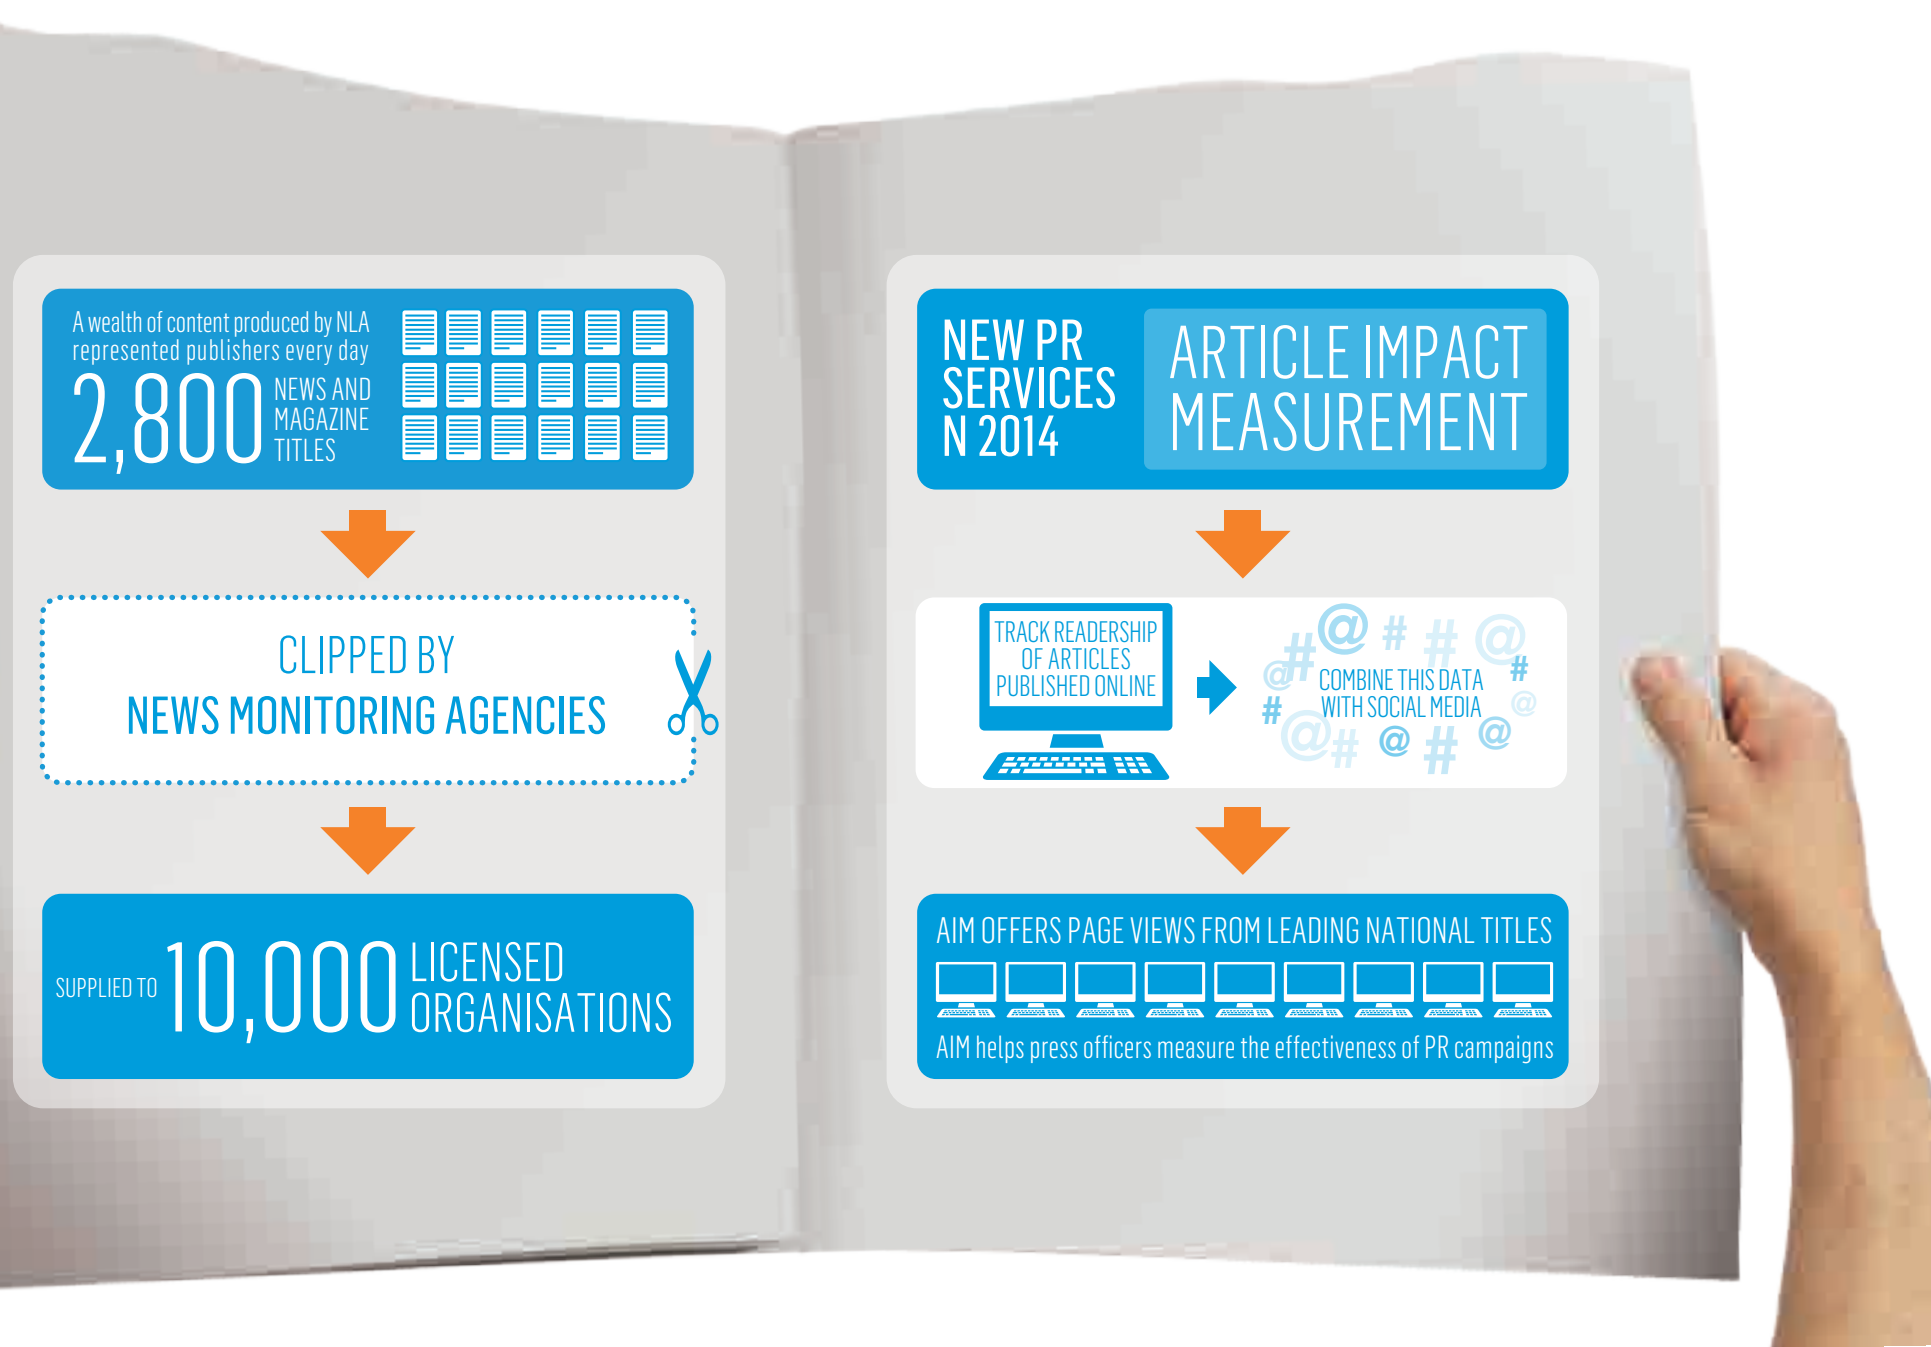 A wealth of content produced by NLA
represented publishers every day
2,800 NEWS AND
MAGAZINE
TITLES
CLIPPED BY
NEWS MONITORING AGENCIES
SUPPLIED TO 10,000 LICENSED
ORGANISATIONS
NEW PR
SERVICES
N 2014
ARTICLE IMPACT
MEASUREMENT
TRACK READERSHIP
OF ARTICLES
PUBLISHED ONLINE
COMBINE THIS DATA
WITH SOCIAL MEDIA
AIM OFFERS PAGE VIEWS FROM LEADING NATIONAL TITLES
AIM helps press officers measure the effectiveness of PR campaigns